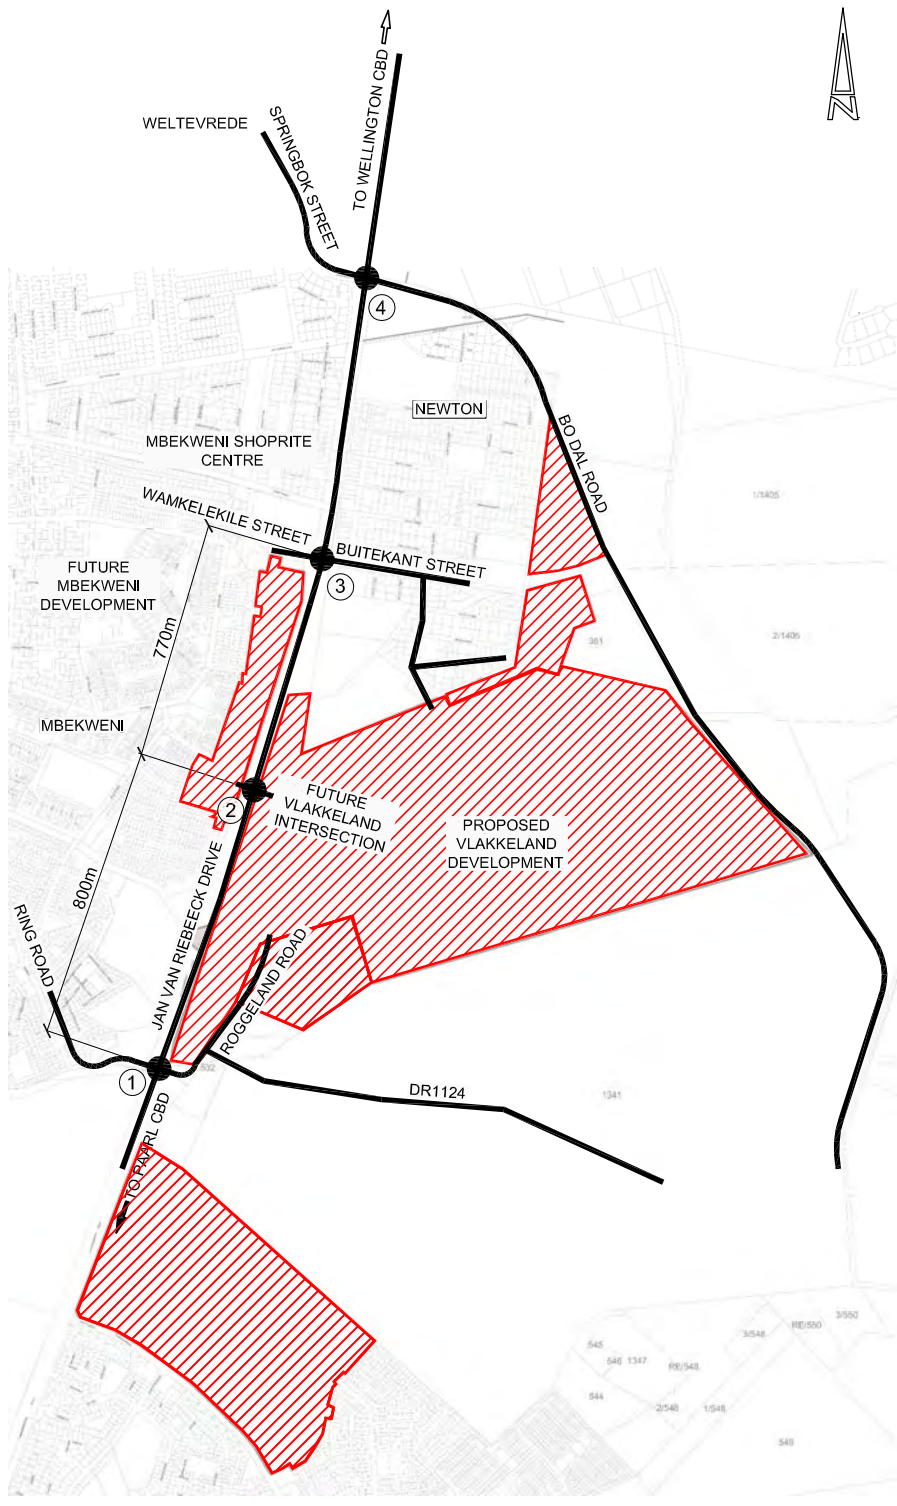 TO WELLINGTON CBD
N
WELTEVREDE
SPRINGBOK STREET
4
NEWTON
BO DAL ROAD
MBEKWENI SHOPRITE
CENTRE
1/1405
WAMKELEKILE STREET
BUITEKANT STREET
3
FUTURE
MBEKWENI
DEVELOPMENT
770m
361
2/1405
MBEKWENI
2
FUTURE
VLAKKELAND
INTERSECTION
PROPOSED
VLAKKELAND
DEVELOPMENT
800m
JAN VAN RIEBEECK DRIVE
RING ROAD
ROGGELAND ROAD
1
532
DR1124
1341
TO PAARL CBD
3/550
RE/550
3/548
545
546
1347
RE/548
544
2/548
1/548
549